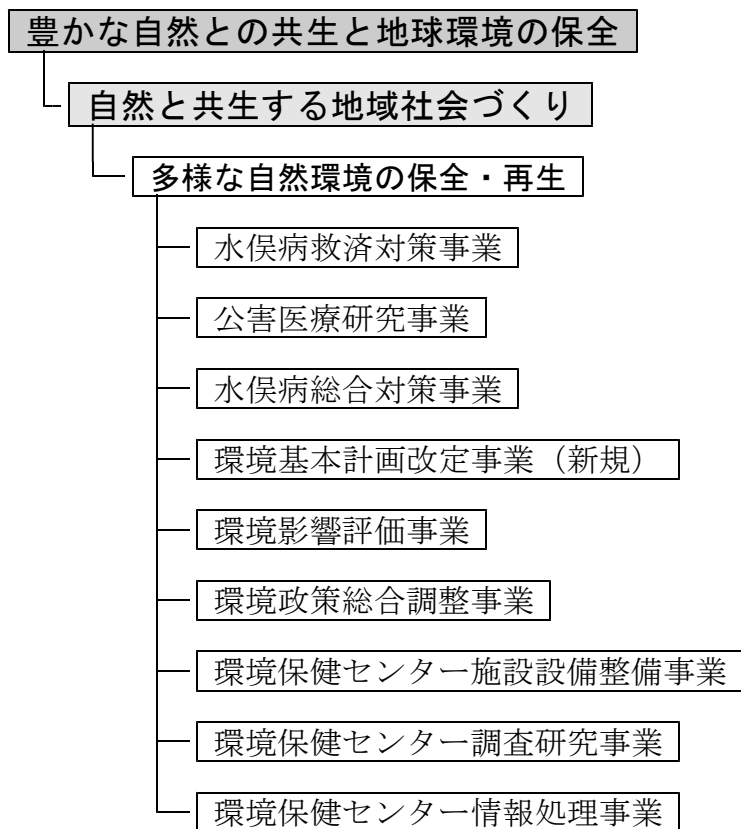 豊かな自然との共生と地球環境の保全
自然と共生する地域社会づくり
多様な自然環境の保全・再生
水俣病救済対策事業
公害医療研究事業
水俣病総合対策事業
環境基本計画改定事業（新規）
環境影響評価事業
環境政策総合調整事業
環境保健センター施設設備整備事業
環境保健センター調査研究事業
環境保健センター情報処理事業